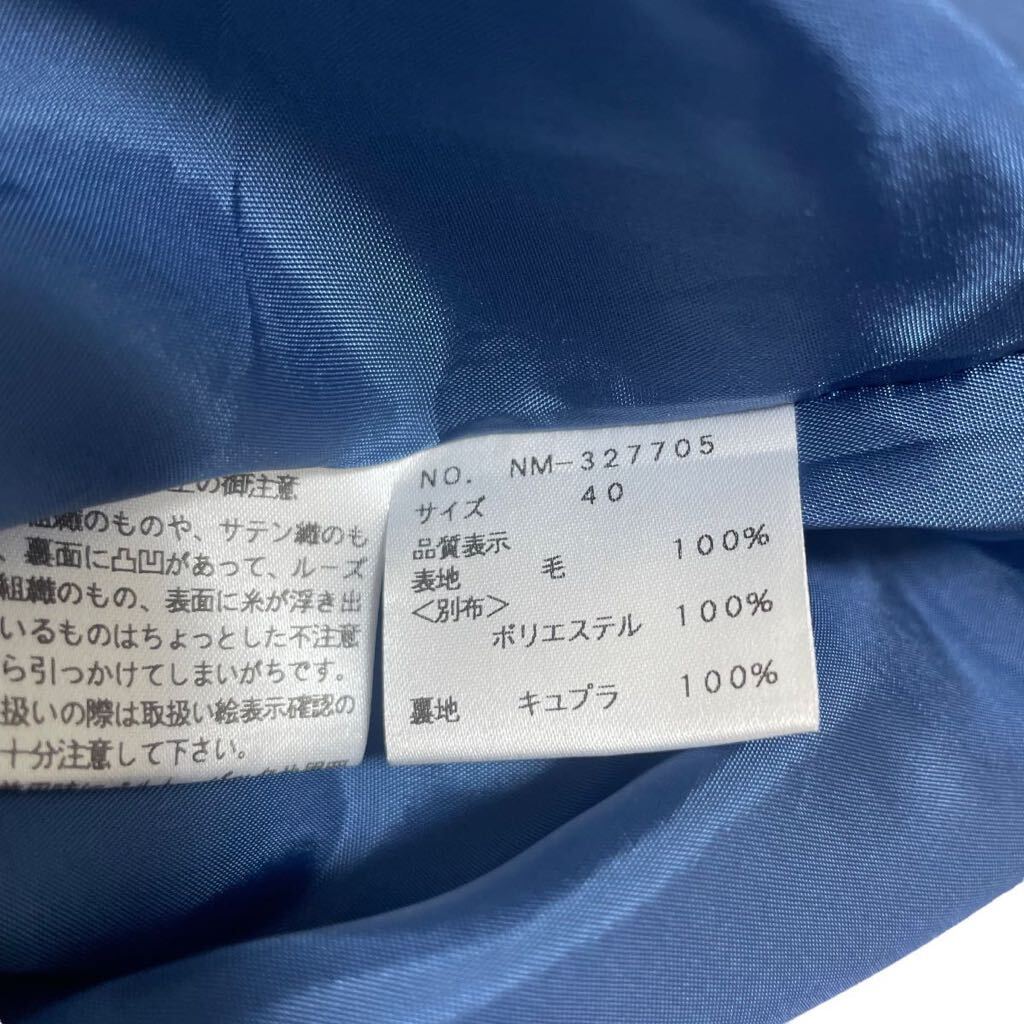 の御注意
組織のものや、サテン織のも
、裏面に凸凹があって、ルーズ
組織のもの、表面に糸が浮き出
いるものはちょっとした不注意
ら引っかけてしまいがちです。
扱いの際は取扱い絵表示確認の
十分注意して下さい。
NO. NM-327705
サイズ 40
品質表示
表地 毛 100%
<別布>
ポリエステル 100%
裏地 キュプラ 100%